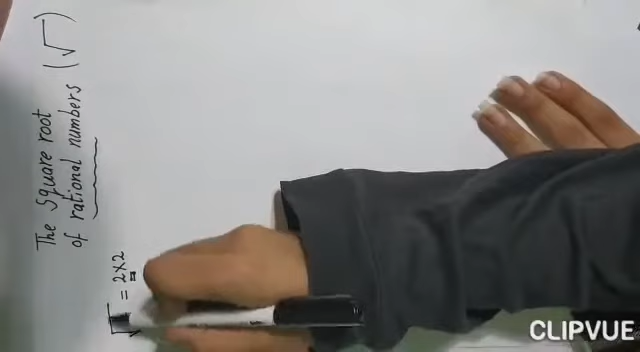 The square root
of rational numbers (√)
= 2×2
CLIPVUE